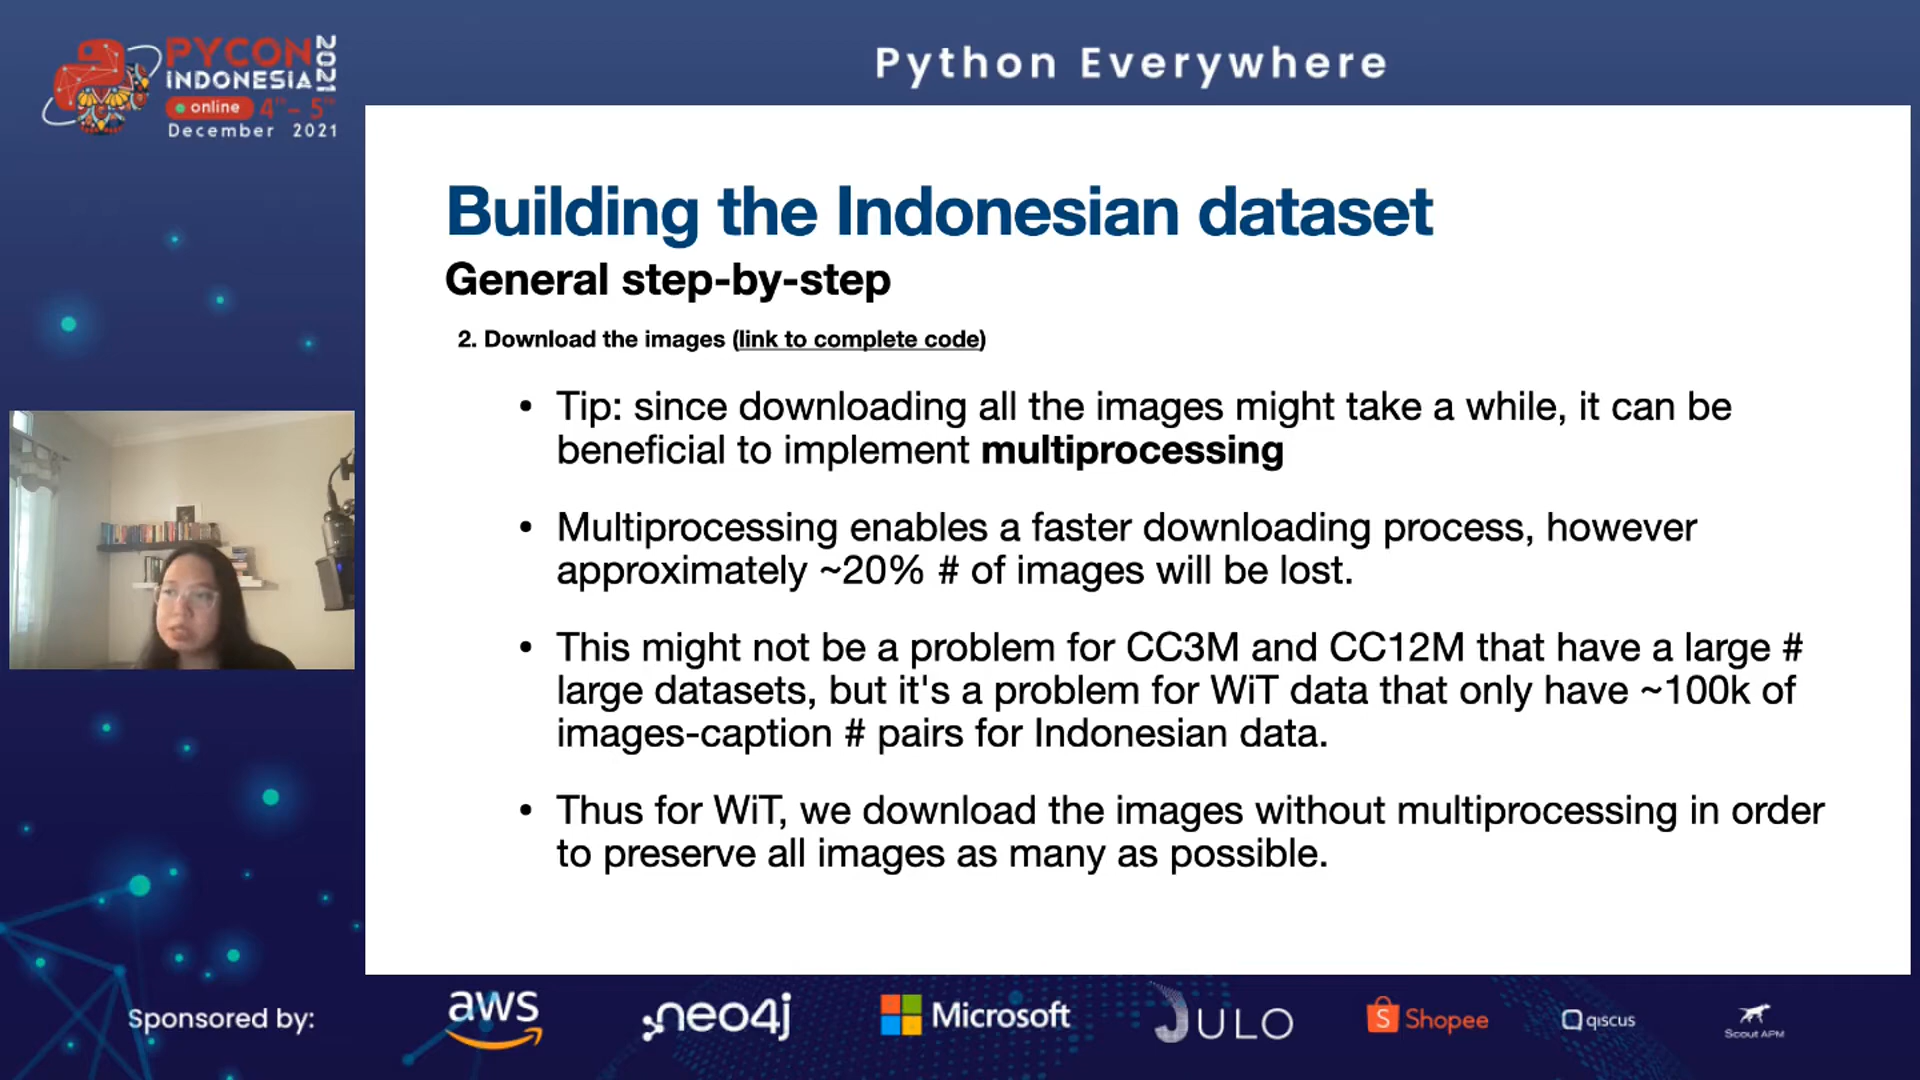 PYCON 2021
INDONESIA
online 4th - 5th
December 2021
Python Everywhere
Building the Indonesian dataset
General step-by-step
2. Download the images (link to complete code)
• Tip: since downloading all the images might take a while, it can be
beneficial to implement multiprocessing
• Multiprocessing enables a faster downloading process, however
approximately ~20% # of images will be lost.
• This might not be a problem for CC3M and CC12M that have a large #
large datasets, but it's a problem for WiT data that only have ~100k of
images-caption # pairs for Indonesian data.
• Thus for WiT, we download the images without multiprocessing in order
to preserve all images as many as possible.
Sponsored by:
aws
neo4j
Microsoft
JULO
Shopee
qiscus
Scout APM